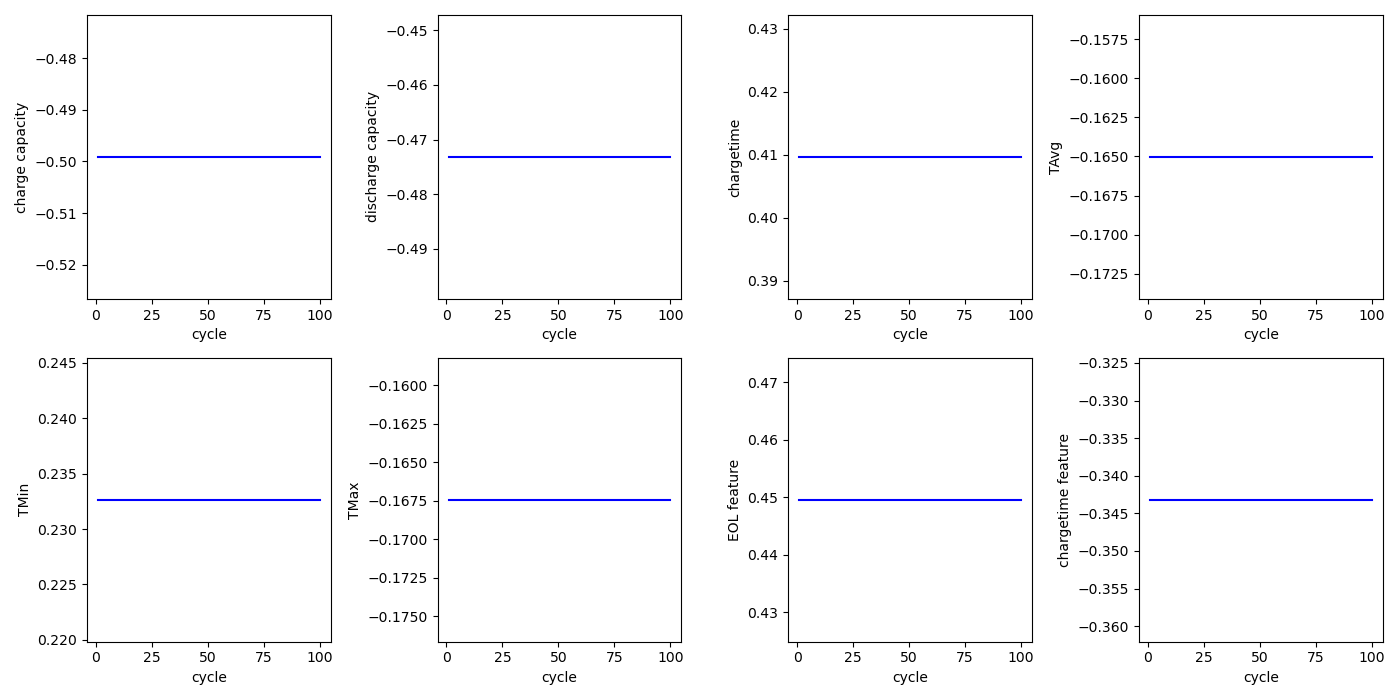 charge capacity
−0.48
−0.49
−0.50
−0.51
−0.52
0 25 50 75 100
cycle
discharge capacity
−0.45
−0.46
−0.47
−0.48
−0.49
0 25 50 75 100
cycle
chargetime
0.43
0.42
0.41
0.40
0.39
0 25 50 75 100
cycle
TAvg
−0.1575
−0.1600
−0.1625
−0.1650
−0.1675
−0.1700
−0.1725
0 25 50 75 100
cycle
TMin
0.245
0.240
0.235
0.230
0.225
0.220
0 25 50 75 100
cycle
TMax
−0.1600
−0.1625
−0.1650
−0.1675
−0.1700
−0.1725
−0.1750
0 25 50 75 100
cycle
EOL feature
0.47
0.46
0.45
0.44
0.43
0 25 50 75 100
cycle
chargetime feature
−0.325
−0.330
−0.335
−0.340
−0.345
−0.350
−0.355
−0.360
0 25 50 75 100
cycle